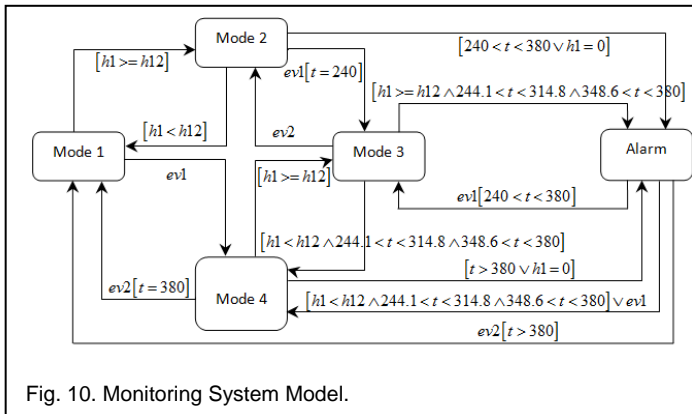 Mode 2
[240 < t < 380 ∨ h1 = 0]
[h1 >= h12]
ev1[t = 240]
[h1 >= h12 ∧ 244.1 < t < 314.8 ∧ 348.6 < t < 380]
[h1 < h12]
ev2
Mode 1
Mode 3
Alarm
ev1
[h1 >= h12]
ev1[240 < t < 380]
[h1 < h12 ∧ 244.1 < t < 314.8 ∧ 348.6 < t < 380]
[t > 380 ∨ h1 = 0]
Mode 4
ev2[t = 380]
[h1 < h12 ∧ 244.1 < t < 314.8 ∧ 348.6 < t < 380] ∨ ev1
ev2[t > 380]
Fig. 10. Monitoring System Model.